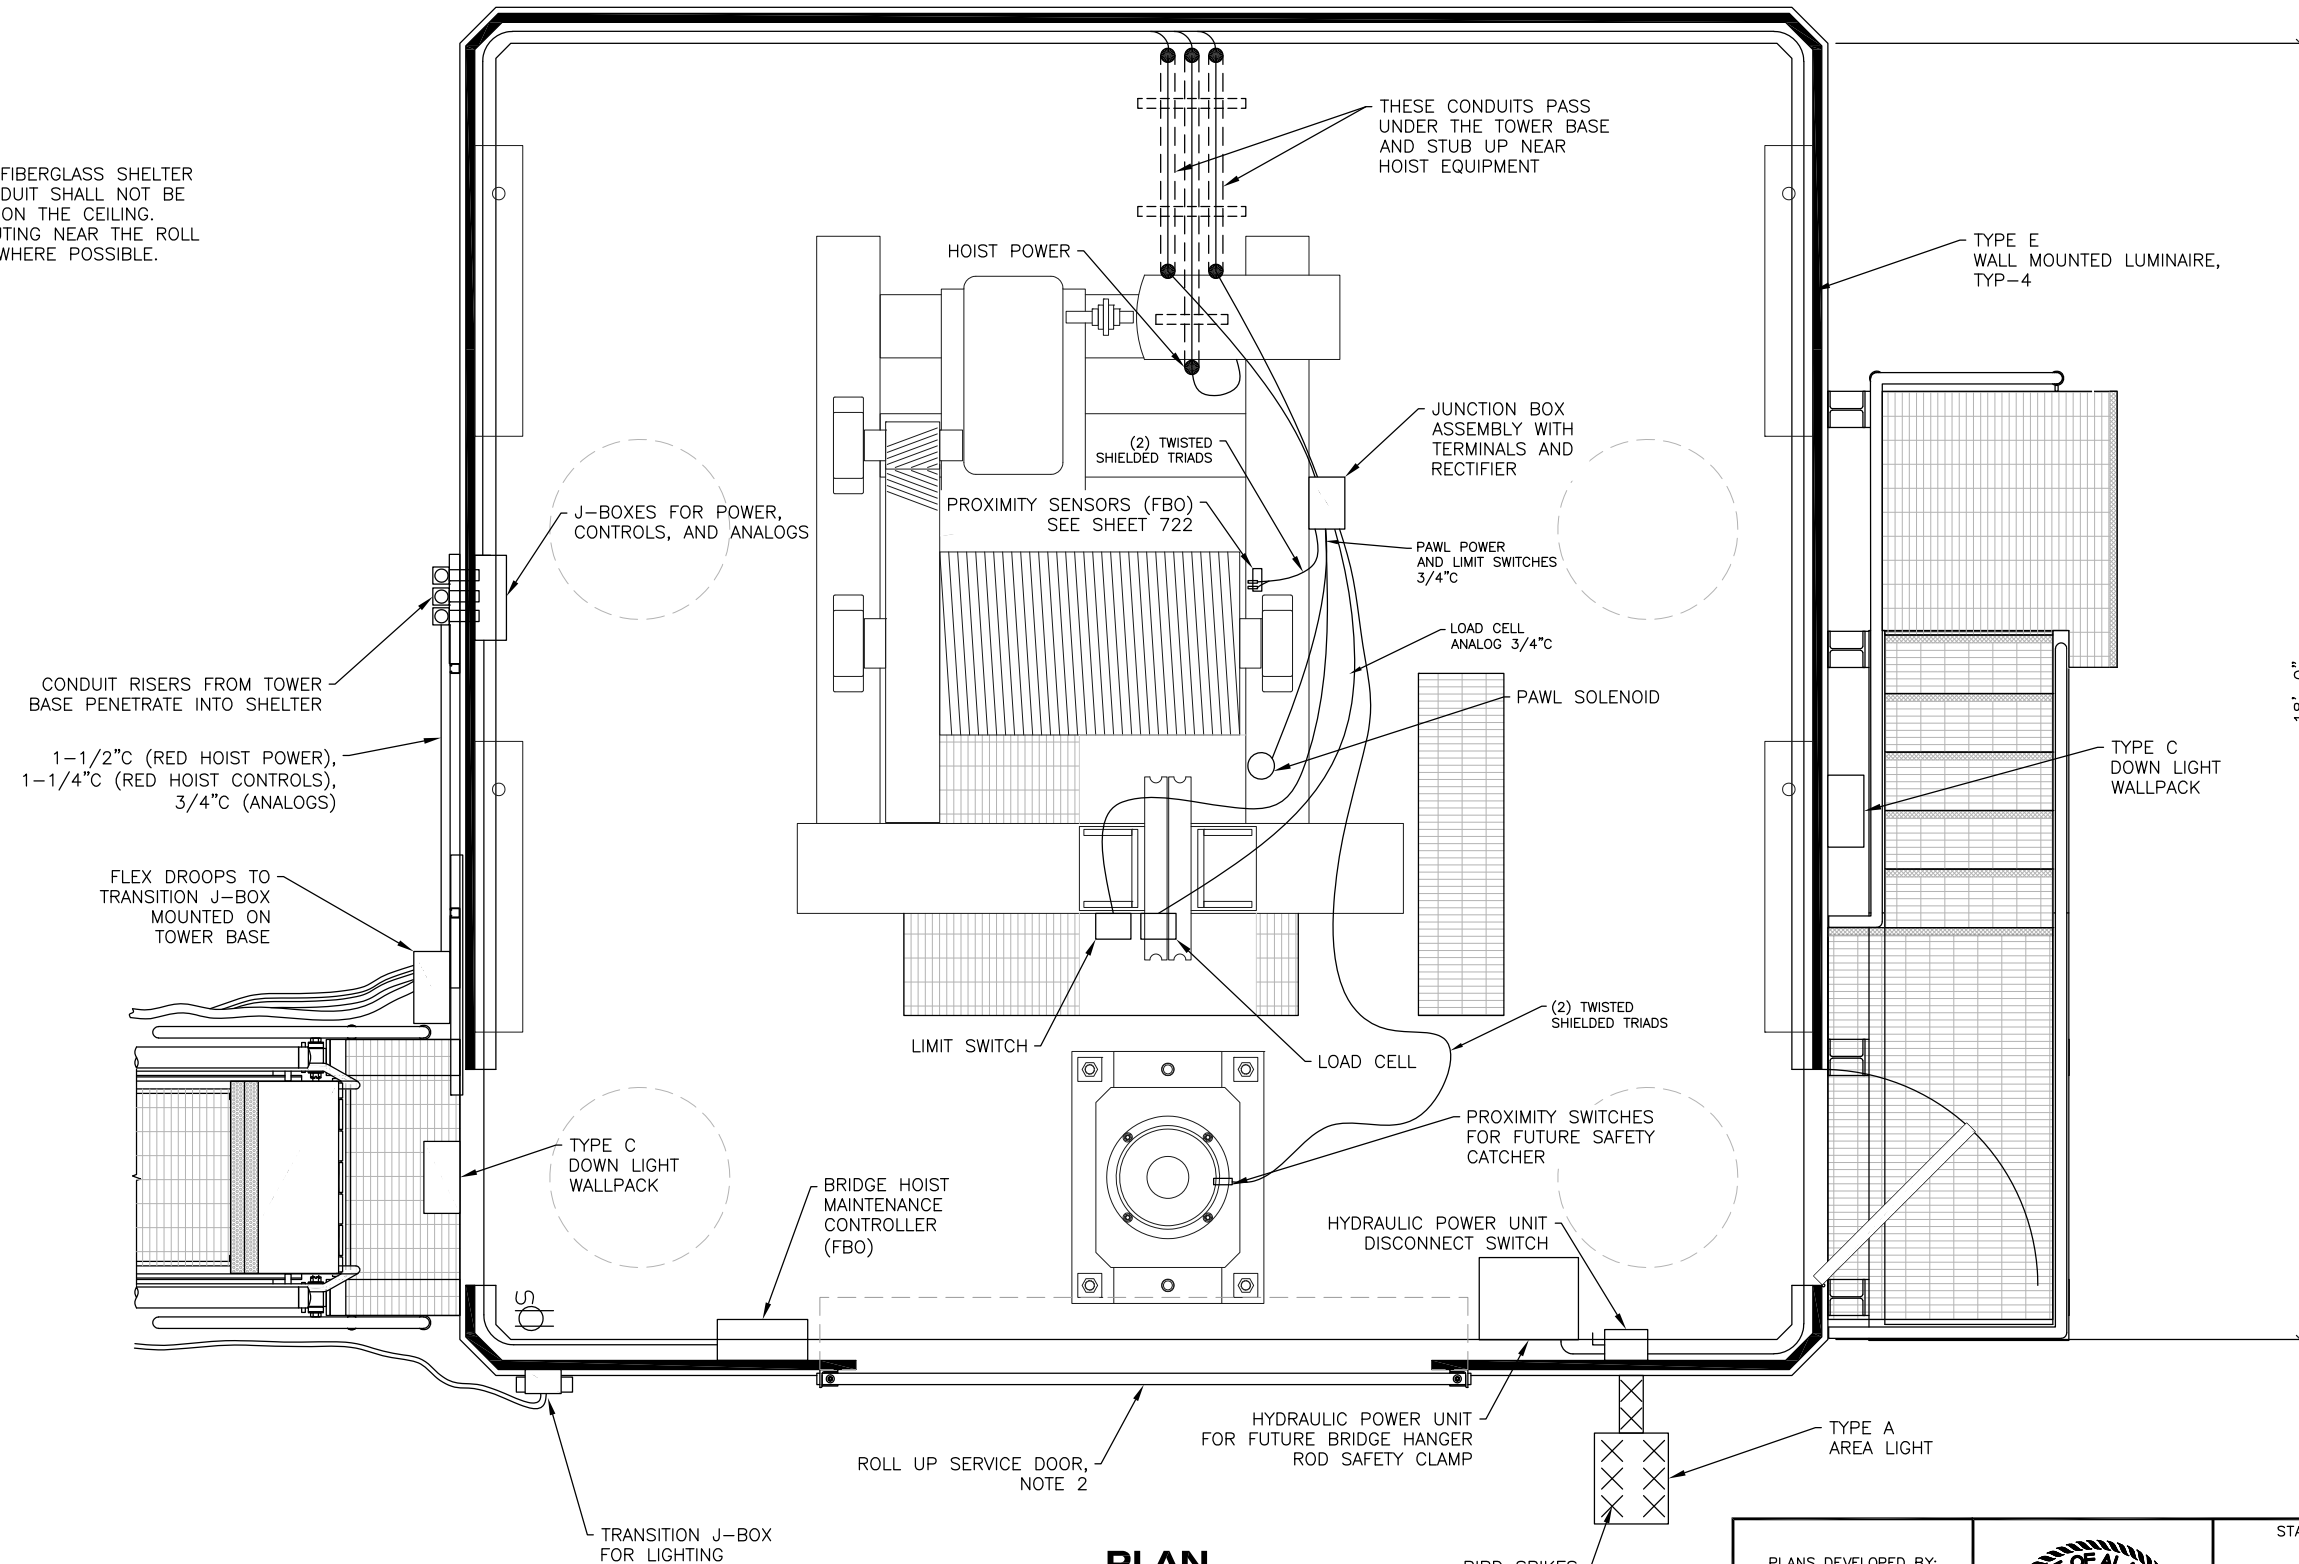 FIBERGLASS SHELTER
DUIT SHALL NOT BE
ON THE CEILING.
UTING NEAR THE ROLL
WHERE POSSIBLE.
THESE CONDUITS PASS
UNDER THE TOWER BASE
AND STUB UP NEAR
HOIST EQUIPMENT
HOIST POWER
TYPE E
WALL MOUNTED LUMINAIRE,
TYP-4
JUNCTION BOX
ASSEMBLY WITH
TERMINALS AND
RECTIFIER
(2) TWISTED
SHIELDED TRIADS
PROXIMITY SENSORS (FBO)
SEE SHEET 722
J-BOXES FOR POWER,
CONTROLS, AND ANALOGS
PAWL POWER
AND LIMIT SWITCHES
3/4"C
LOAD CELL
ANALOG 3/4"C
CONDUIT RISERS FROM TOWER
BASE PENETRATE INTO SHELTER
PAWL SOLENOID
18'-0"
1-1/2"C (RED HOIST POWER),
1-1/4"C (RED HOIST CONTROLS),
3/4"C (ANALOGS)
TYPE C
DOWN LIGHT
WALLPACK
FLEX DROOPS TO
TRANSITION J-BOX
MOUNTED ON
TOWER BASE
(2) TWISTED
SHIELDED TRIADS
LIMIT SWITCH
LOAD CELL
PROXIMITY SWITCHES
FOR FUTURE SAFETY
CATCHER
TYPE C
DOWN LIGHT
WALLPACK
BRIDGE HOIST
MAINTENANCE
CONTROLLER
(FBO)
HYDRAULIC POWER UNIT
DISCONNECT SWITCH
S
HYDRAULIC POWER UNIT
FOR FUTURE BRIDGE HANGER
ROD SAFETY CLAMP
TYPE A
AREA LIGHT
ROLL UP SERVICE DOOR,
NOTE 2
TRANSITION J-BOX
FOR LIGHTING
PLAN
BIRD SPIKES
PLANS DEVELOPED BY:
OF AL
STA